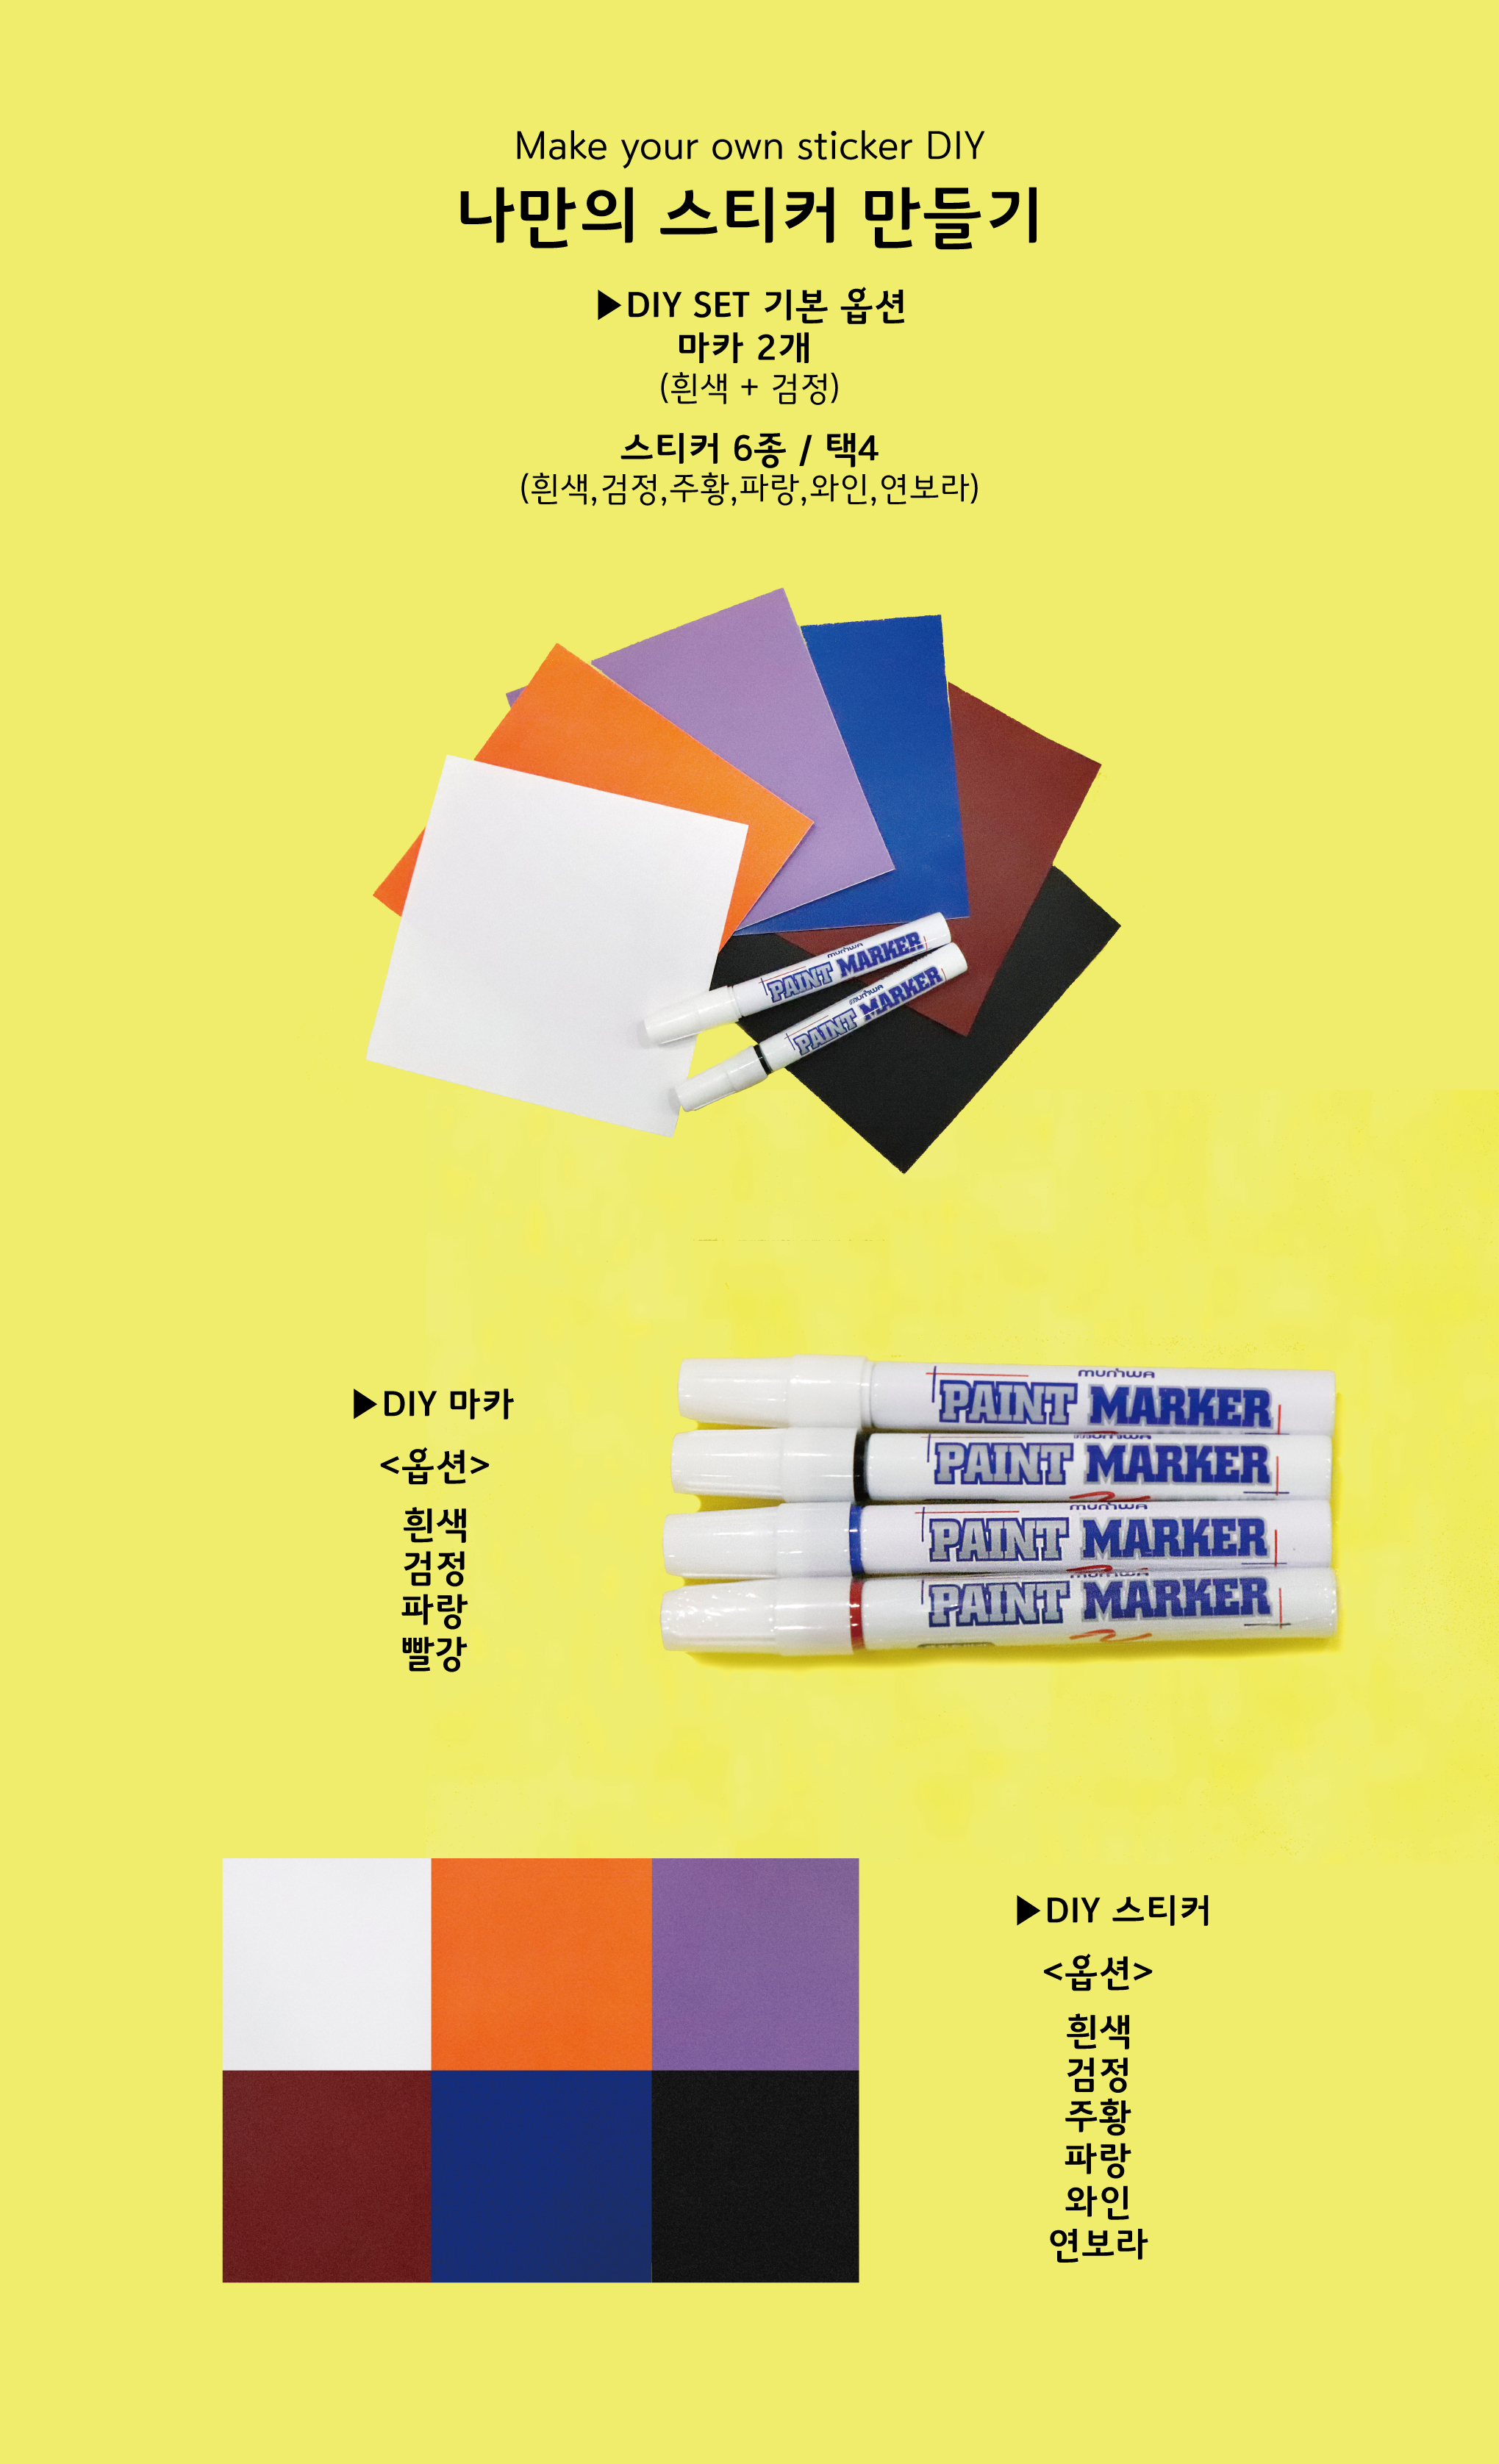 Make your own sticker DIY
나만의 스티커 만들기
▶DIY SET 기본 옵션
마카 2개
(흰색 + 검정)
스티커 6종 / 택4
(흰색,검정,주황,파랑,와인,연보라)
munhwa
PAINT MARKER
munhwa
PAINT MARKER
▶DIY 마카
<옵션>
흰색
검정
파랑
빨강
munhwa
PAINT MARKER
munhwa
PAINT MARKER
munhwa
PAINT MARKER
munhwa
PAINT MARKER
▶DIY 스티커
<옵션>
흰색
검정
주황
파랑
와인
연보라